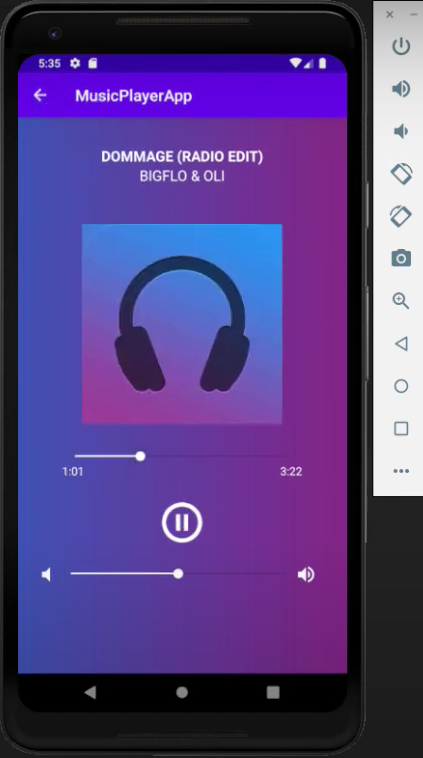 5:35
MusicPlayerApp
DOMMAGE (RADIO EDIT)
BIGFLO & OLI
1:01
3:22